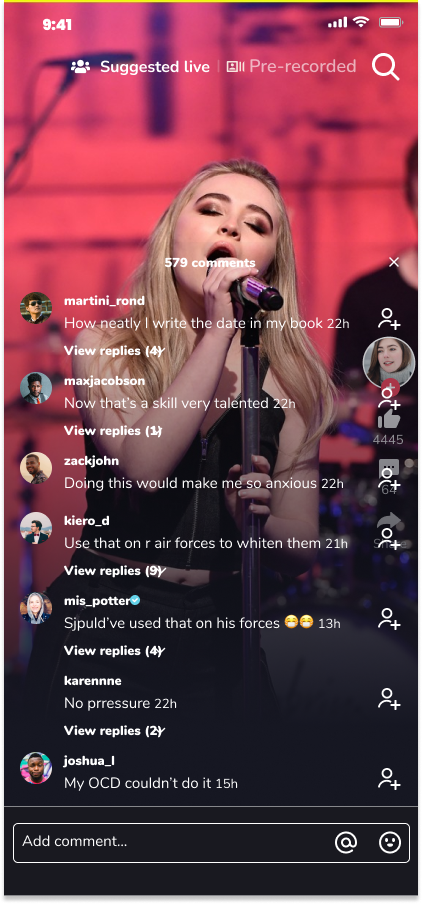 9:41
Suggested live | Pre-recorded
579 comments
martini_rond
How neatly I write the date in my book 22h
View replies (4)
4445
maxjacobson
Now that's a skill very talented 22h
View replies (1)
zackjohn
Doing this would make me so anxious 22h
64
kiero_d
Use that on r air forces to whiten them 21h
View replies (9)
mis_potter
Sjpuld've used that on his forces 😁😁 13h
View replies (4)
karennne
No prressure 22h
View replies (2)
joshua_l
My OCD couldn't do it 15h
Add comment...